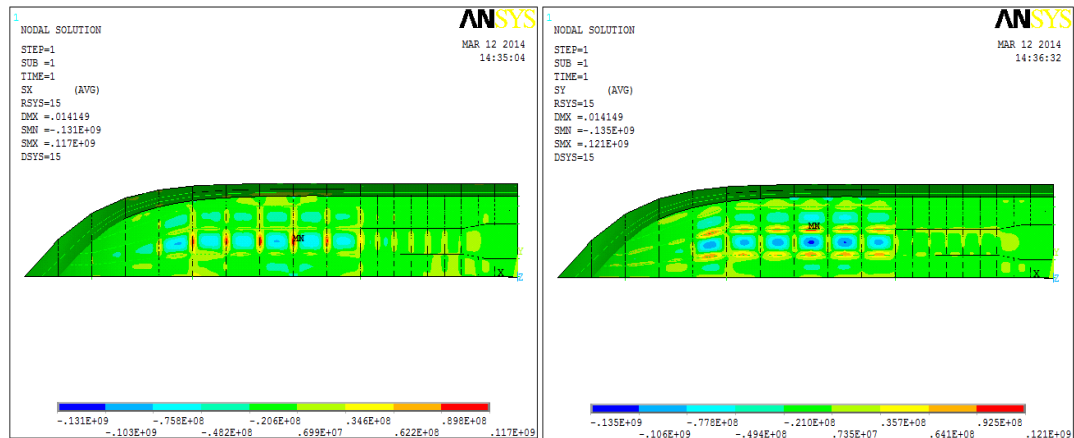 1
ANSYS
NODAL SOLUTION
MAR 12 2014
14:35:04
STEP=1
SUB =1
TIME=1
SX (AVG)
RSYS=15
DMX =.014149
SMN =-.131E+09
SMX =.117E+09
DSYS=15
MN
X
Y
Z
-.131E+09 -.758E+08 -.206E+08 .346E+08 .898E+08
-.103E+09 -.482E+08 .699E+07 .622E+08 .117E+09
1
ANSYS
NODAL SOLUTION
MAR 12 2014
14:36:32
STEP=1
SUB =1
TIME=1
SY (AVG)
RSYS=15
DMX =.014149
SMN =-.135E+09
SMX =.121E+09
DSYS=15
MN
X
Y
Z
-.135E+09 -.778E+08 -.210E+08 .357E+08 .925E+08
-.106E+09 -.494E+08 .735E+07 .641E+08 .121E+09